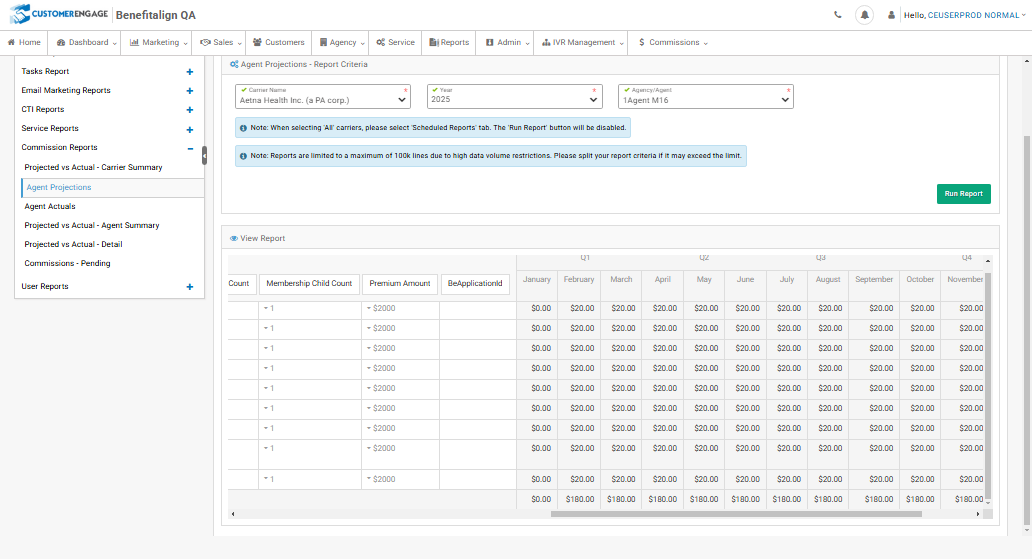 CUSTOMERENGAGE Benefitalign QA Hello, CEUSERPROD NORMAL
Home Dashboard Marketing Sales Customers Agency Service Reports Admin IVR Management $ Commissions
Tasks Report +
Email Marketing Reports +
CTI Reports +
Service Reports +
Commission Reports −
Projected vs Actual - Carrier Summary
Agent Projections
Agent Actuals
Projected vs Actual - Agent Summary
Projected vs Actual - Detail
Commissions - Pending
User Reports +
Agent Projections - Report Criteria
Carrier Name * Year * Agency/Agent *
Aetna Health Inc. (a PA corp.) 2025 1Agent M16
Note: When selecting 'All' carriers, please select 'Scheduled Reports' tab. The 'Run Report' button will be disabled.
Note: Reports are limited to a maximum of 100k lines due to high data volume restrictions. Please split your report criteria if it may exceed the limit.
Run Report
View Report
Q1 Q2 Q3 Q4
Count Membership Child Count Premium Amount BeApplicationId January February March April May June July August September October November
1 $2000 $0.00 $20.00 $20.00 $20.00 $20.00 $20.00 $20.00 $20.00 $20.00 $20.00 $20.00
1 $2000 $0.00 $20.00 $20.00 $20.00 $20.00 $20.00 $20.00 $20.00 $20.00 $20.00 $20.00
1 $2000 $0.00 $20.00 $20.00 $20.00 $20.00 $20.00 $20.00 $20.00 $20.00 $20.00 $20.00
1 $2000 $0.00 $20.00 $20.00 $20.00 $20.00 $20.00 $20.00 $20.00 $20.00 $20.00 $20.00
1 $2000 $0.00 $20.00 $20.00 $20.00 $20.00 $20.00 $20.00 $20.00 $20.00 $20.00 $20.00
1 $2000 $0.00 $20.00 $20.00 $20.00 $20.00 $20.00 $20.00 $20.00 $20.00 $20.00 $20.00
1 $2000 $0.00 $20.00 $20.00 $20.00 $20.00 $20.00 $20.00 $20.00 $20.00 $20.00 $20.00
1 $2000 $0.00 $20.00 $20.00 $20.00 $20.00 $20.00 $20.00 $20.00 $20.00 $20.00 $20.00
1 $2000 $0.00 $20.00 $20.00 $20.00 $20.00 $20.00 $20.00 $20.00 $20.00 $20.00 $20.00
$0.00 $180.00 $180.00 $180.00 $180.00 $180.00 $180.00 $180.00 $180.00 $180.00 $180.00